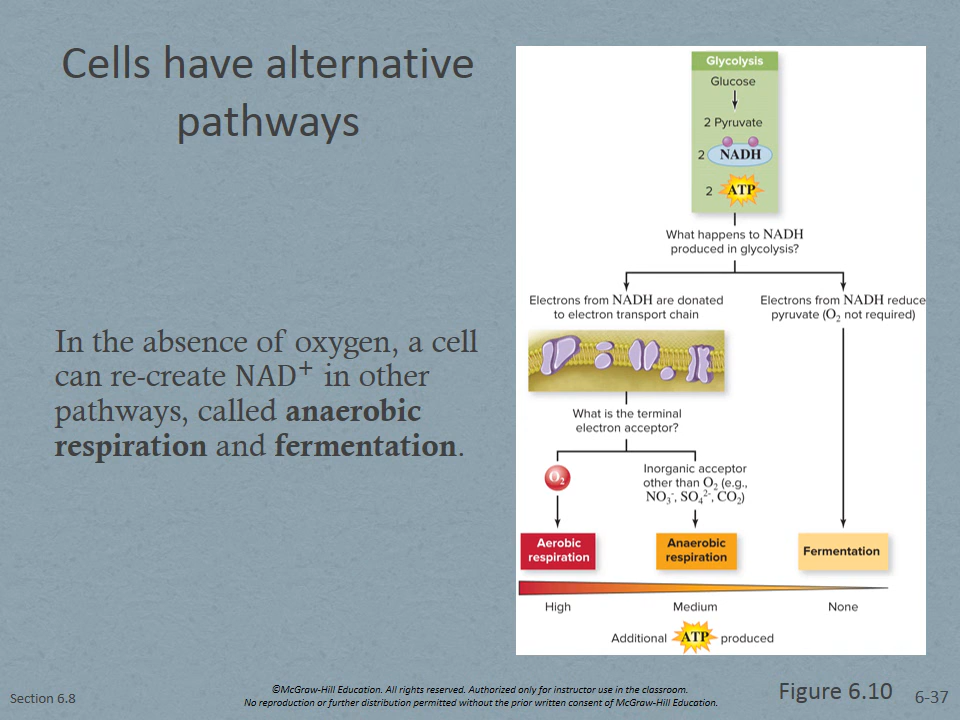 Cells have alternative
pathways
In the absence of oxygen, a cell
can re-create NAD⁺ in other
pathways, called anaerobic
respiration and fermentation.
Glycolysis
Glucose
2 Pyruvate
2 NADH
2 ATP
What happens to NADH
produced in glycolysis?
Electrons from NADH are donated
to electron transport chain
Electrons from NADH reduce
pyruvate (O₂ not required)
What is the terminal
electron acceptor?
O₂
Inorganic acceptor
other than O₂ (e.g.,
NO₃⁻, SO₄²⁻, CO₂)
Aerobic
respiration
Anaerobic
respiration
Fermentation
High
Medium
None
Additional ATP produced
Section 6.8
©McGraw-Hill Education. All rights reserved. Authorized only for instructor use in the classroom.
No reproduction or further distribution permitted without the prior written consent of McGraw-Hill Education.
Figure 6.10
6-37